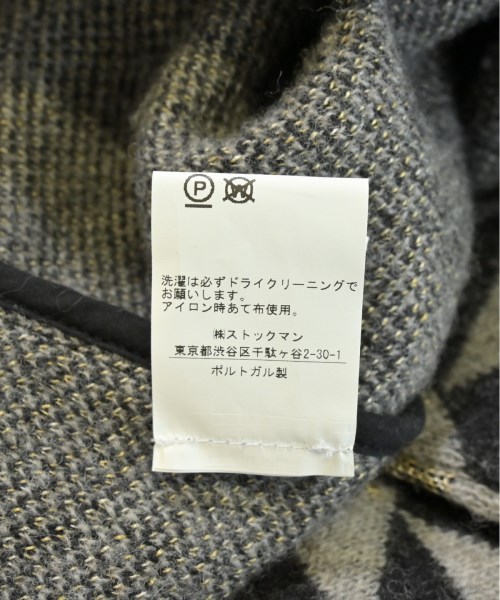 P W
洗濯は必ずドライクリーニングで
お願いします。
アイロン時あて布使用。
㈱ストックマン
東京都渋谷区千駄ヶ谷2-30-1
ポルトガル製